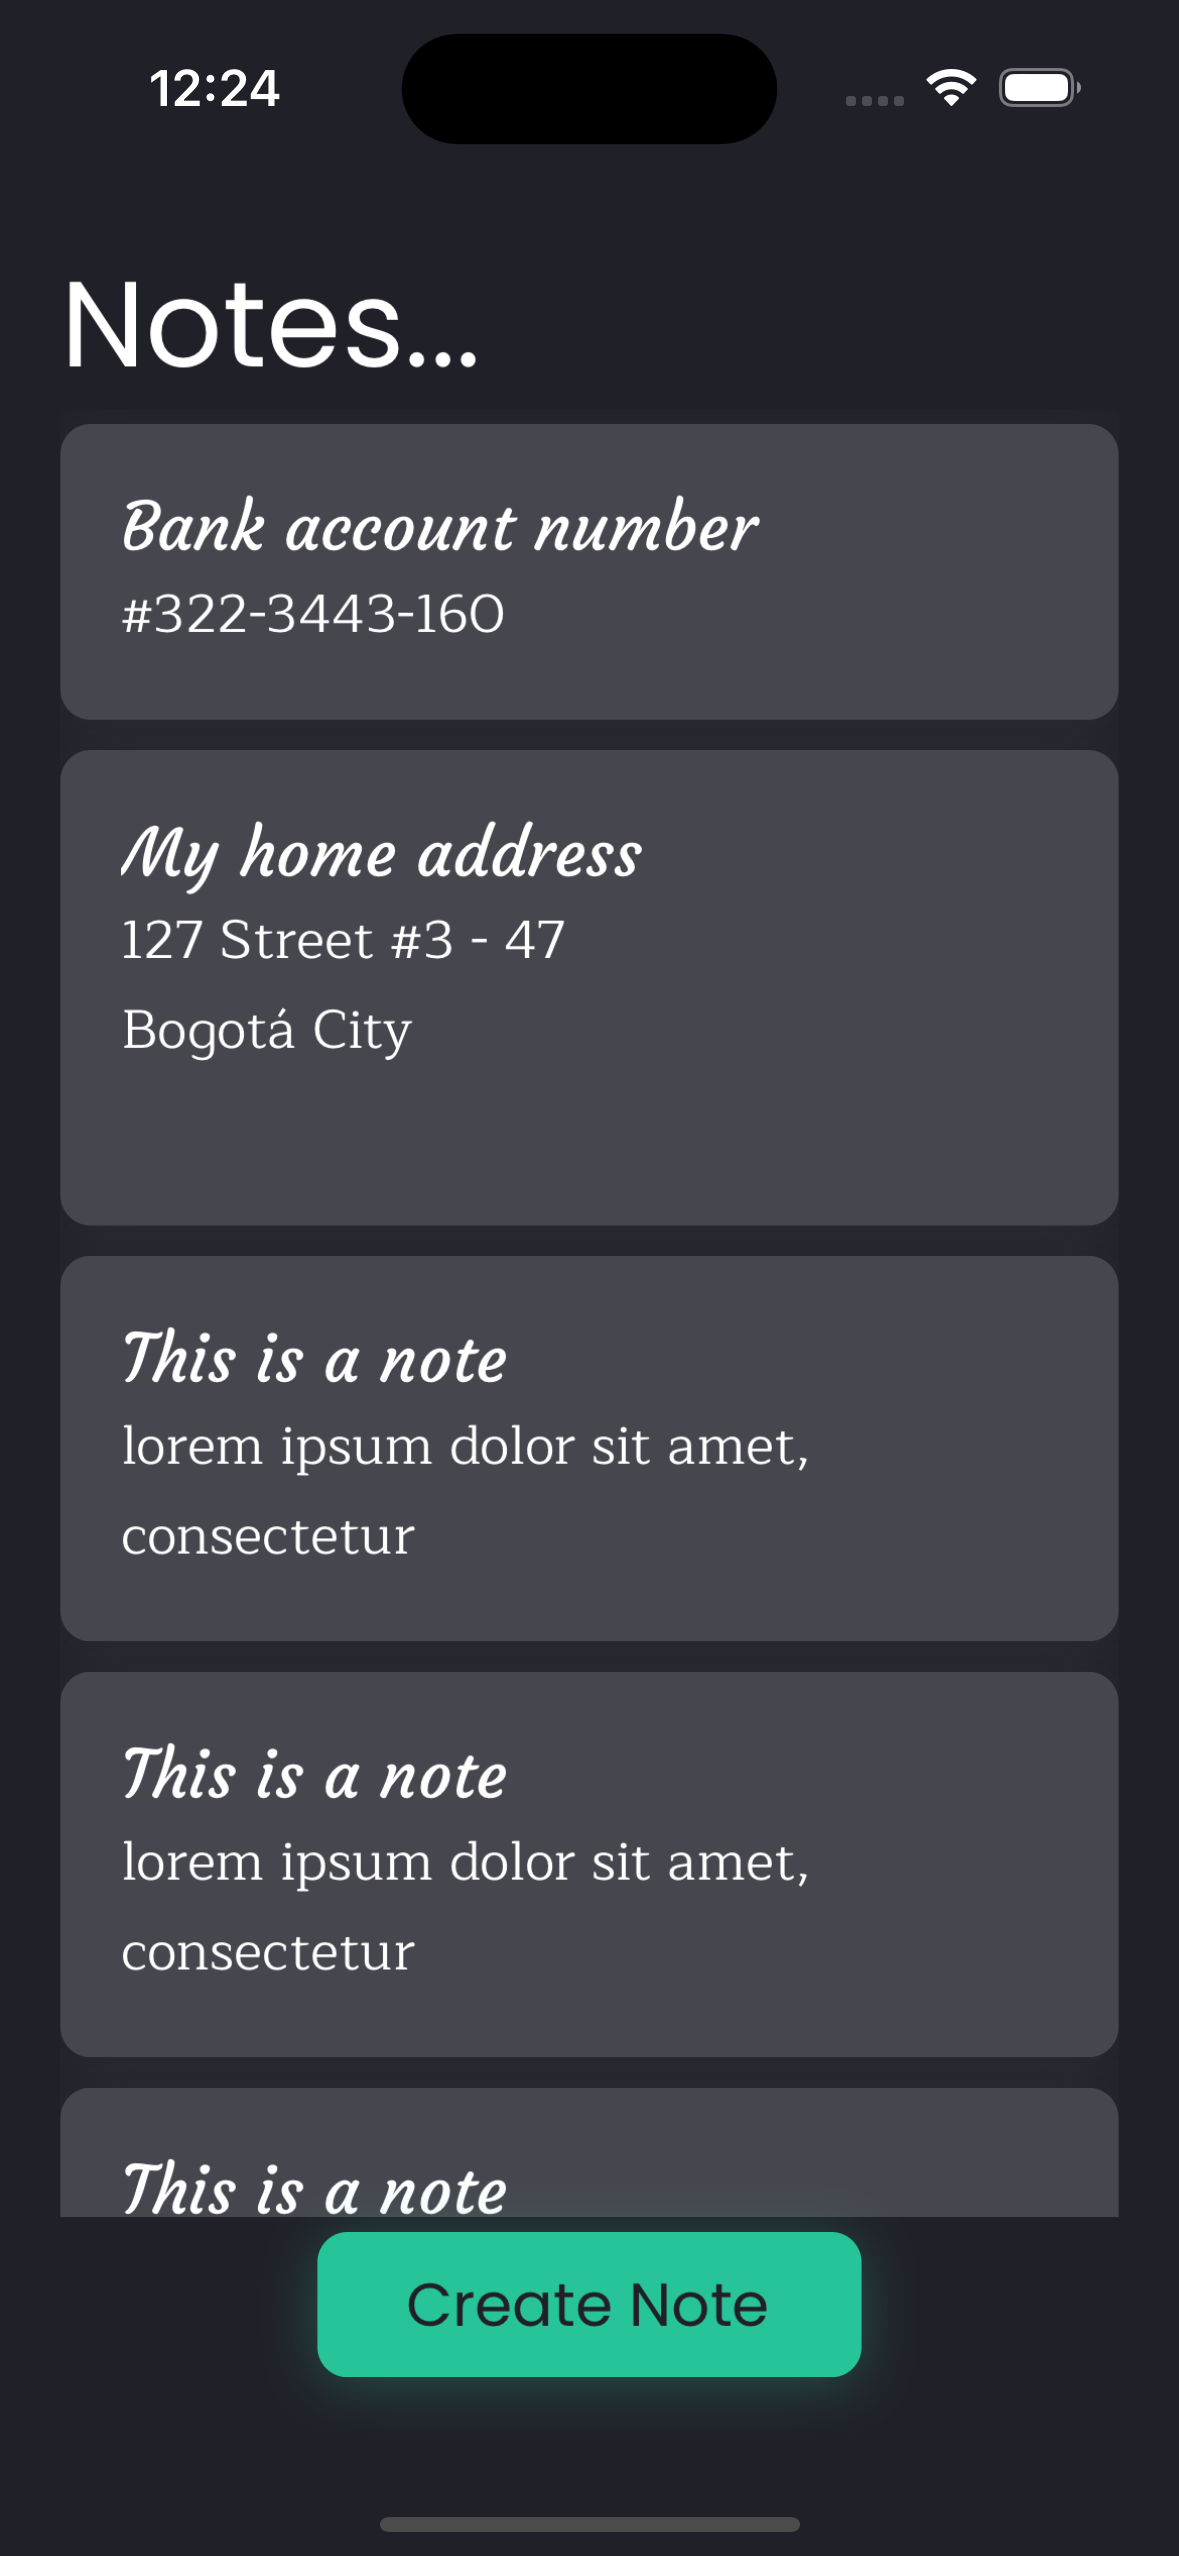 12:24
Notes...
Bank account number
#322-3443-160
My home address
127 Street #3 - 47
Bogotá City
This is a note
lorem ipsum dolor sit amet,
consectetur
This is a note
lorem ipsum dolor sit amet,
consectetur
This is a note
Create Note